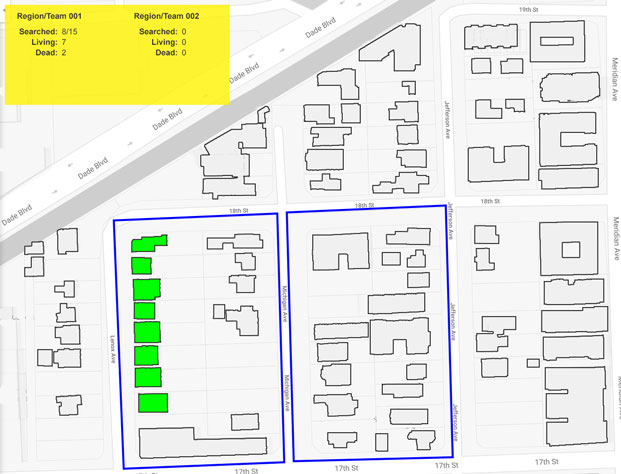 Region/Team 001 Region/Team 002
Searched: 8/15 Searched: 0
Living: 7 Living: 0
Dead: 2 Dead: 0
19th St
Dade Blvd
Dade Blvd
Dade Blvd
Dade Blvd
Dade Blvd
Meridian Ave
Jefferson Ave
18th St
18th St
18th St
Jefferson Ave
Meridian Ave
Lenox Ave
Michigan Ave
Jefferson Ave
Michigan Ave
Jefferson Ave
17th St
17th St
17th St
17th St